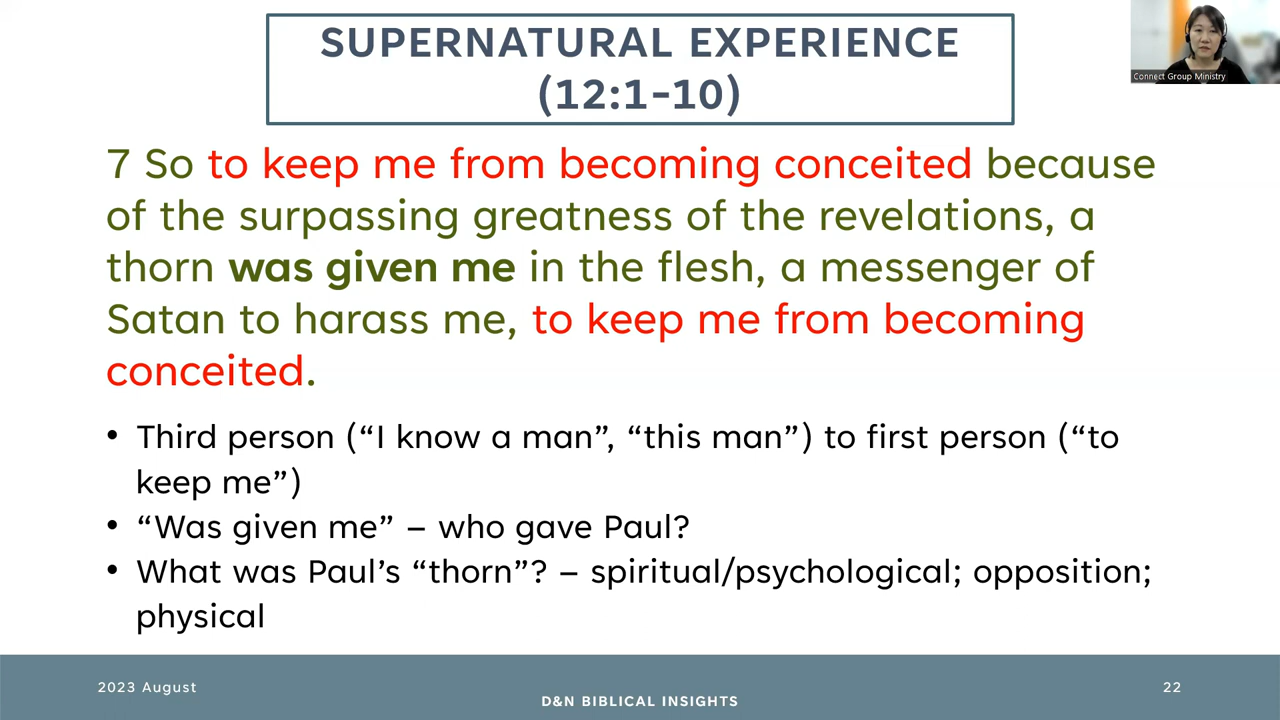 SUPERNATURAL EXPERIENCE
(12:1-10)
Connect Group Ministry
7 So to keep me from becoming conceited because
of the surpassing greatness of the revelations, a
thorn was given me in the flesh, a messenger of
Satan to harass me, to keep me from becoming
conceited.
• Third person (“I know a man”, “this man”) to first person (“to
keep me”)
• “Was given me” – who gave Paul?
• What was Paul’s “thorn”? – spiritual/psychological; opposition;
physical
2023 August
D&N BIBLICAL INSIGHTS
22